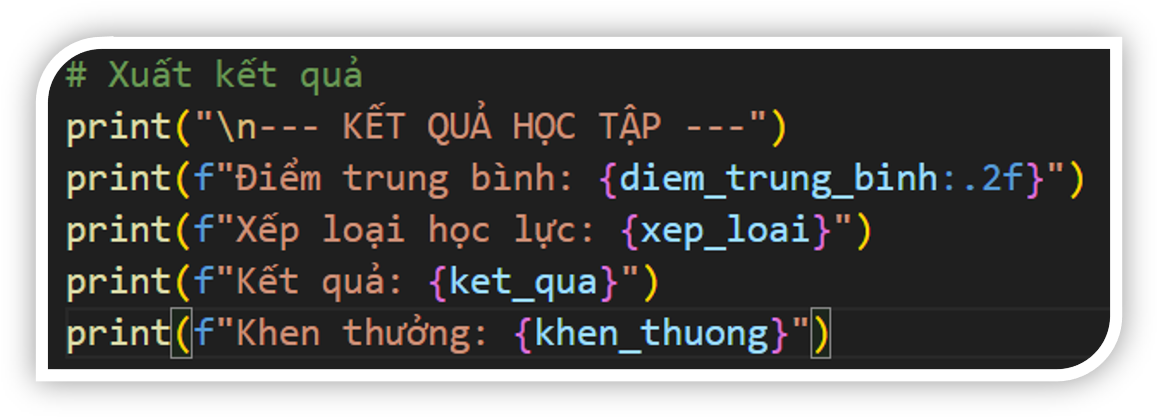 # Xuất kết quả
print("\n--- KẾT QUẢ HỌC TẬP ---")
print(f"Điểm trung bình: {diem_trung_binh:.2f}")
print(f"Xếp loại học lực: {xep_loai}")
print(f"Kết quả: {ket_qua}")
print(f"Khen thưởng: {khen_thuong}")